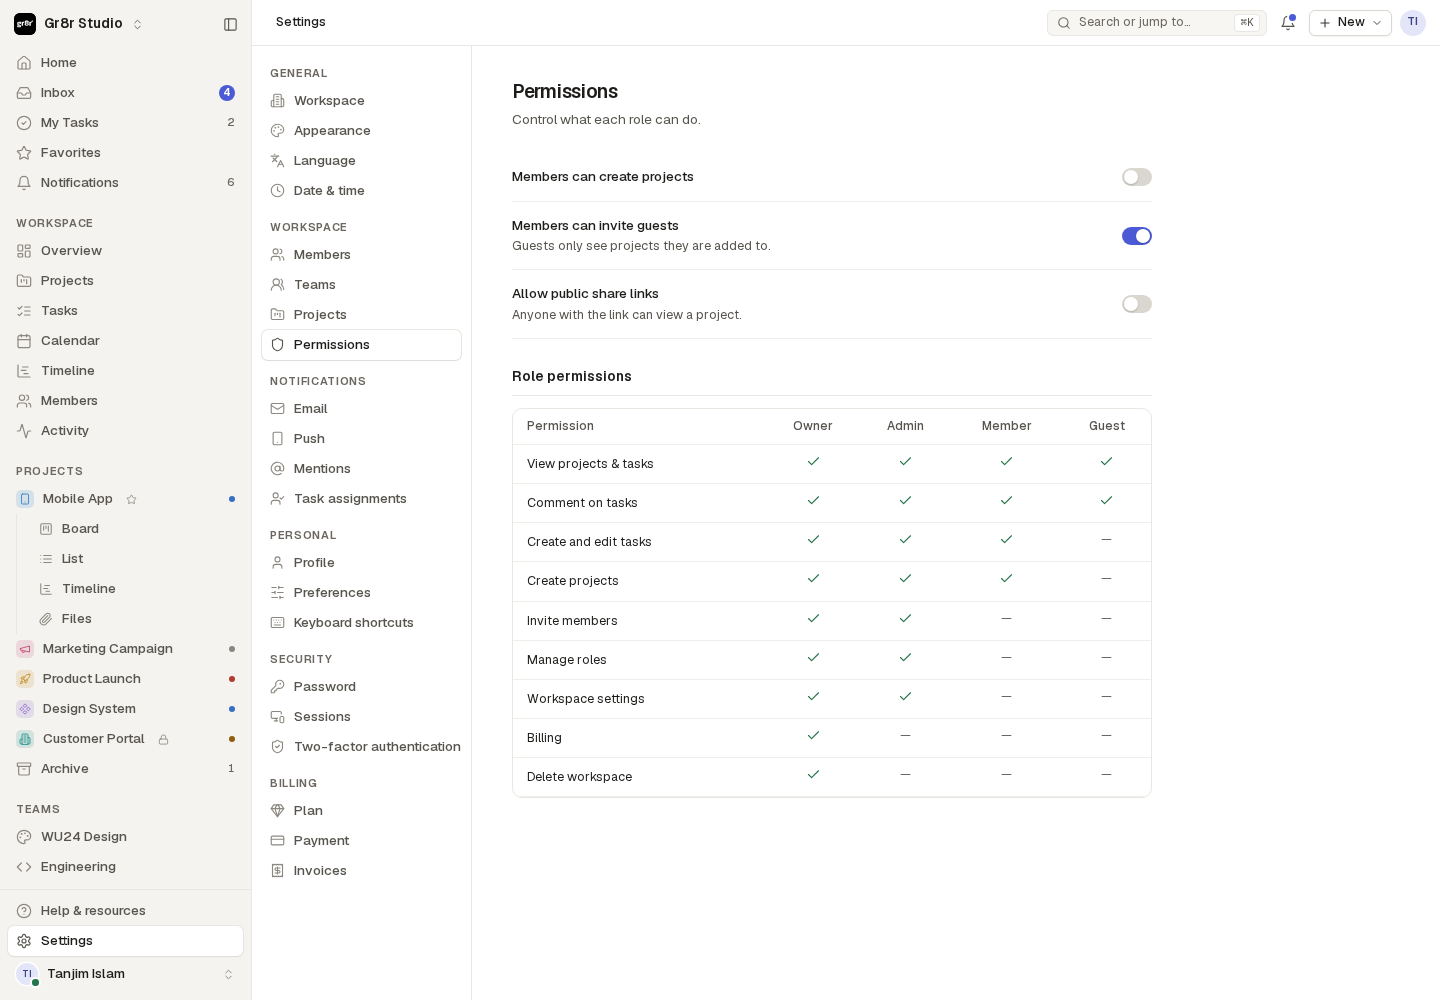 gr8r
Gr8r Studio
Home
Inbox 4
My Tasks 2
Favorites
Notifications 6
WORKSPACE
Overview
Projects
Tasks
Calendar
Timeline
Members
Activity
PROJECTS
Mobile App
Board
List
Timeline
Files
Marketing Campaign
Product Launch
Design System
Customer Portal
Archive 1
TEAMS
WU24 Design
Engineering
Help & resources
Settings
TI Tanjim Islam
Settings
Search or jump to... ⌘K
New
TI
GENERAL
Workspace
Appearance
Language
Date & time
WORKSPACE
Members
Teams
Projects
Permissions
NOTIFICATIONS
Email
Push
Mentions
Task assignments
PERSONAL
Profile
Preferences
Keyboard shortcuts
SECURITY
Password
Sessions
Two-factor authentication
BILLING
Plan
Payment
Invoices
Permissions
Control what each role can do.
Members can create projects
Members can invite guests
Guests only see projects they are added to.
Allow public share links
Anyone with the link can view a project.
Role permissions
Permission Owner Admin Member Guest
View projects & tasks ✓ ✓ ✓ ✓
Comment on tasks ✓ ✓ ✓ ✓
Create and edit tasks ✓ ✓ ✓ —
Create projects ✓ ✓ ✓ —
Invite members ✓ ✓ — —
Manage roles ✓ ✓ — —
Workspace settings ✓ ✓ — —
Billing ✓ — — —
Delete workspace ✓ — — —